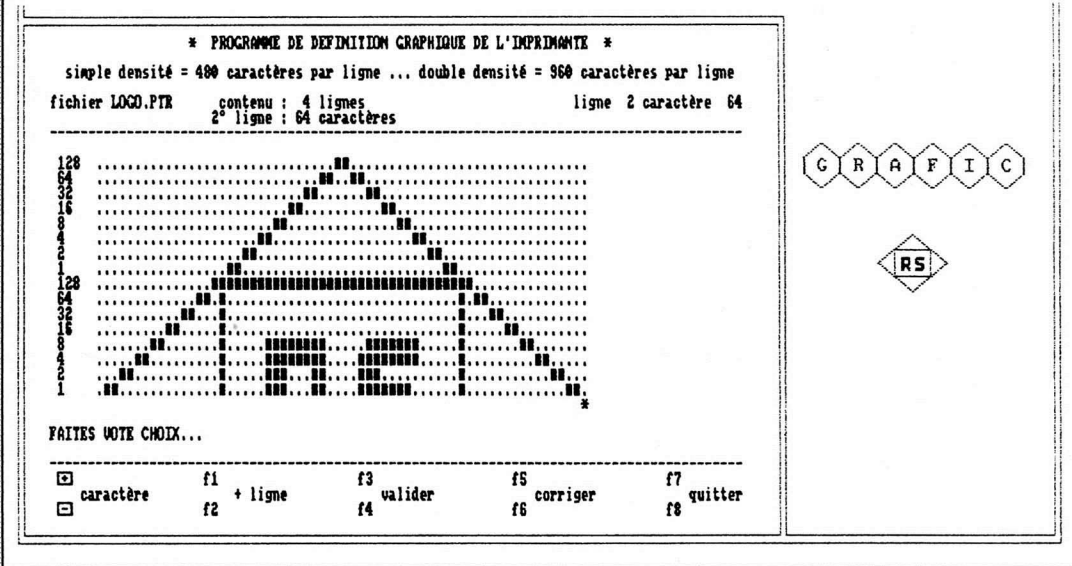 * PROGRAMME DE DEFINITION GRAPHIQUE DE L'IMPRIMANTE *
simple densité = 480 caractères par ligne ... double densité = 960 caractères par ligne
fichier LOGO.PTR contenu : 4 lignes ligne 2 caractère 64
2° ligne : 64 caractères
128
64
32
16
8
4
2
1
128
64
32
16
8
4
2
1
*
FAITES VOTE CHOIX...
+ f1 f3 f5 f7
caractère + ligne valider corriger quitter
- f2 f4 f6 f8
GRAFIC
RS